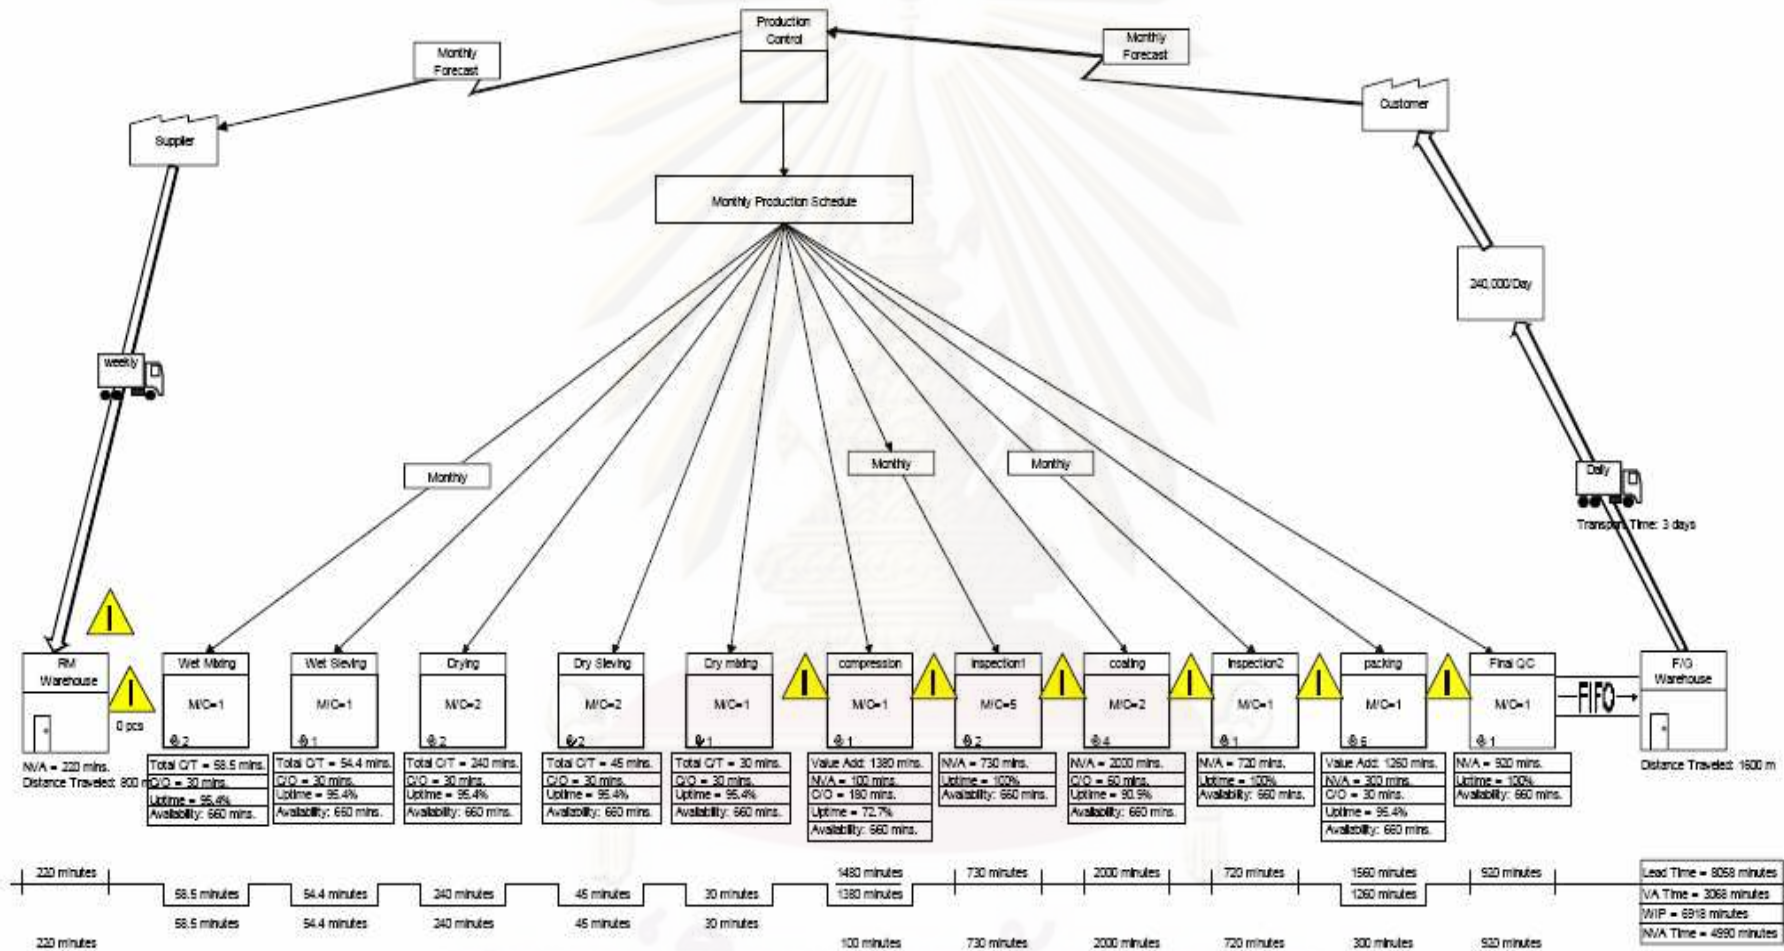 Production
Control
Monthly
Forecast
Monthly
Forecast
Supplier
Customer
Monthly Production Schedule
240,000/Day
weekly
Monthly
Monthly
Monthly
Daily
Transport Time: 3 days
RM
Warehouse
0 pcs
NVA = 220 mins.
Distance Traveled: 800 m
Wet Mixing
M/C=1
2
Total C/T = 58.5 mins.
C/O = 30 mins.
Uptime = 95.4%
Availability: 660 mins.
Wet Sieving
M/C=1
1
Total C/T = 54.4 mins.
C/O = 30 mins.
Uptime = 95.4%
Availability: 660 mins.
Drying
M/C=2
2
Total C/T = 240 mins.
C/O = 30 mins.
Uptime = 95.4%
Availability: 660 mins.
Dry Sieving
M/C=2
2
Total C/T = 45 mins.
C/O = 30 mins.
Uptime = 95.4%
Availability: 660 mins.
Dry mixing
M/C=1
1
Total C/T = 30 mins.
C/O = 30 mins.
Uptime = 95.4%
Availability: 660 mins.
compression
M/C=1
1
Value Add: 1380 mins.
NVA = 100 mins.
C/O = 180 mins.
Uptime = 72.7%
Availability: 660 mins.
Inspection1
M/C=5
2
NVA = 730 mins.
Uptime = 100%
Availability: 660 mins.
coating
M/C=2
4
NVA = 2000 mins.
C/O = 60 mins.
Uptime = 90.9%
Availability: 660 mins.
Inspection2
M/C=1
1
NVA = 720 mins.
Uptime = 100%
Availability: 660 mins.
packing
M/C=1
5
Value Add: 1260 mins.
NVA = 300 mins.
C/O = 30 mins.
Uptime = 95.4%
Availability: 660 mins.
Final QC
M/C=1
1
NVA = 920 mins.
Uptime = 100%
Availability: 660 mins.
FIFO
F/G
Warehouse
Distance Traveled: 1600 m
220 minutes
1480 minutes
730 minutes
2000 minutes
720 minutes
1560 minutes
920 minutes
58.5 minutes
54.4 minutes
240 minutes
45 minutes
30 minutes
1380 minutes
1260 minutes
58.5 minutes
54.4 minutes
240 minutes
45 minutes
30 minutes
220 minutes
100 minutes
730 minutes
2000 minutes
720 minutes
300 minutes
920 minutes
Lead Time = 8058 minutes
VA Time = 3068 minutes
WIP = 6918 minutes
NVA Time = 4990 minutes